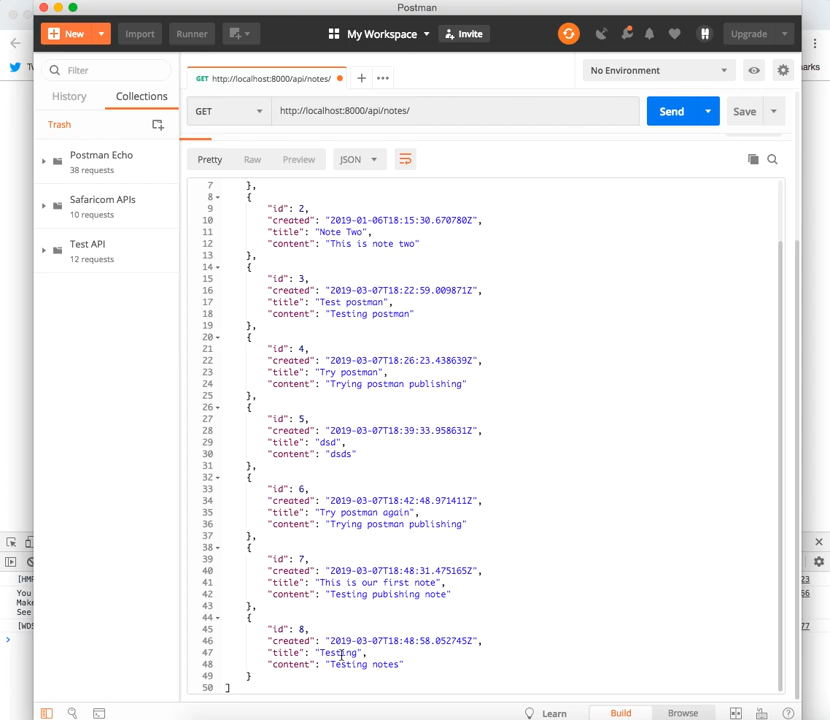 Postman
New
Import
Runner
My Workspace
Invite
Upgrade
Filter
History
Collections
Trash
Postman Echo
38 requests
Safaricom APIs
10 requests
Test API
12 requests
GET http://localhost:8000/api/notes/
No Environment
GET
http://localhost:8000/api/notes/
Send
Save
Pretty
Raw
Preview
JSON
7 },
8 {
9 "id": 2,
10 "created": "2019-01-06T18:15:30.670780Z",
11 "title": "Note Two",
12 "content": "This is note two"
13 },
14 {
15 "id": 3,
16 "created": "2019-03-07T18:22:59.009871Z",
17 "title": "Test postman",
18 "content": "Testing postman"
19 },
20 {
21 "id": 4,
22 "created": "2019-03-07T18:26:23.438639Z",
23 "title": "Try postman",
24 "content": "Trying postman publishing"
25 },
26 {
27 "id": 5,
28 "created": "2019-03-07T18:39:33.958631Z",
29 "title": "dsd",
30 "content": "dsds"
31 },
32 {
33 "id": 6,
34 "created": "2019-03-07T18:42:48.971411Z",
35 "title": "Try postman again",
36 "content": "Trying postman publishing"
37 },
38 {
39 "id": 7,
40 "created": "2019-03-07T18:48:31.475165Z",
41 "title": "This is our first note",
42 "content": "Testing pubishing note"
43 },
44 {
45 "id": 8,
46 "created": "2019-03-07T18:48:58.052745Z",
47 "title": "Testing",
48 "content": "Testing notes"
49 }
50 ]
Learn
Build
Browse
You
See